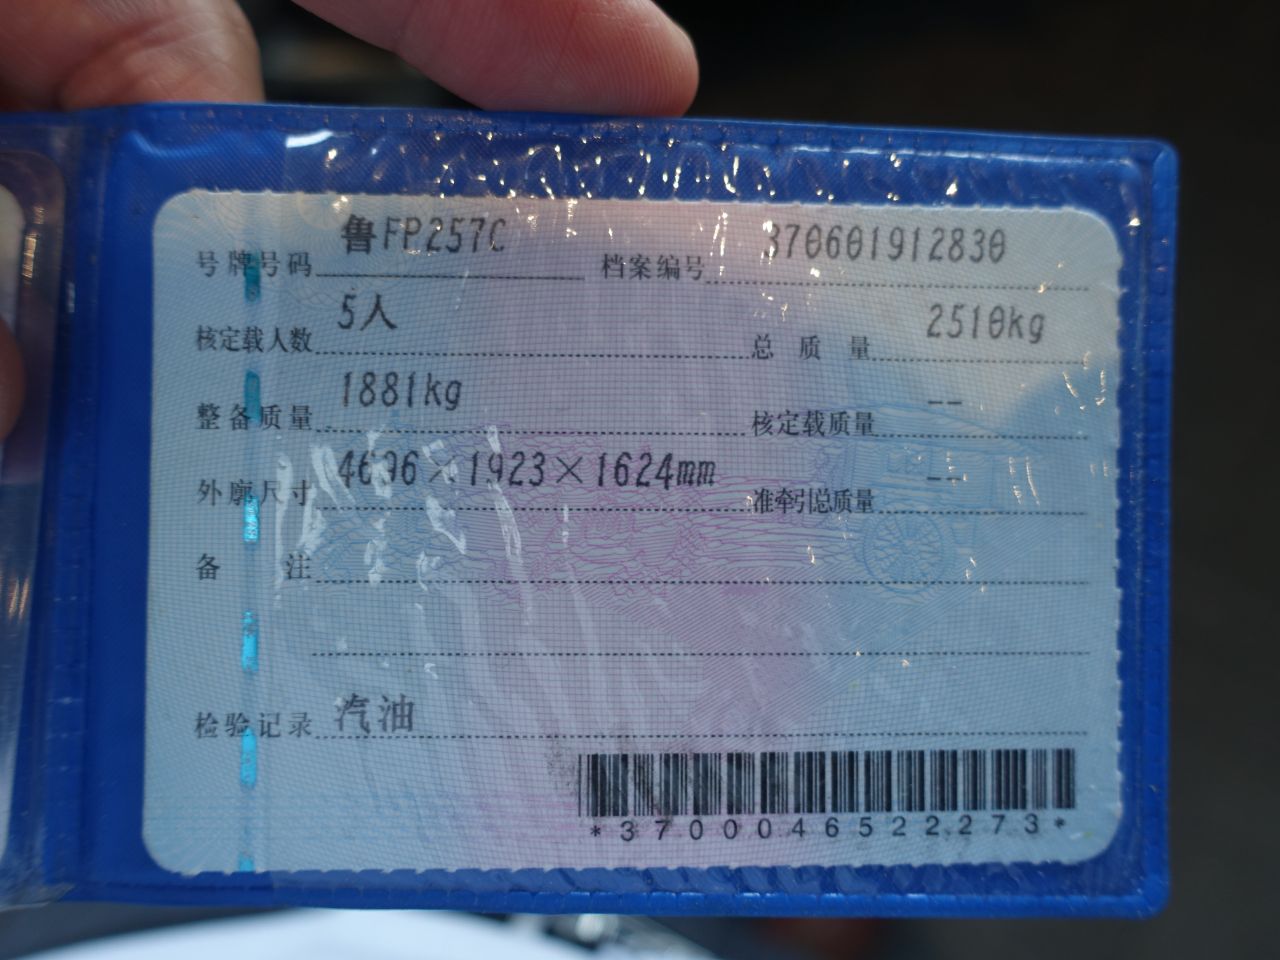 号牌号码 鲁FP257C 档案编号 370601912830
核定载人数 5人 总质量 2510kg
整备质量 1881kg 核定载质量 --
外廓尺寸 4696×1923×1624mm 准牵引总质量 --
备注
检验记录 汽油
*3700046522273*